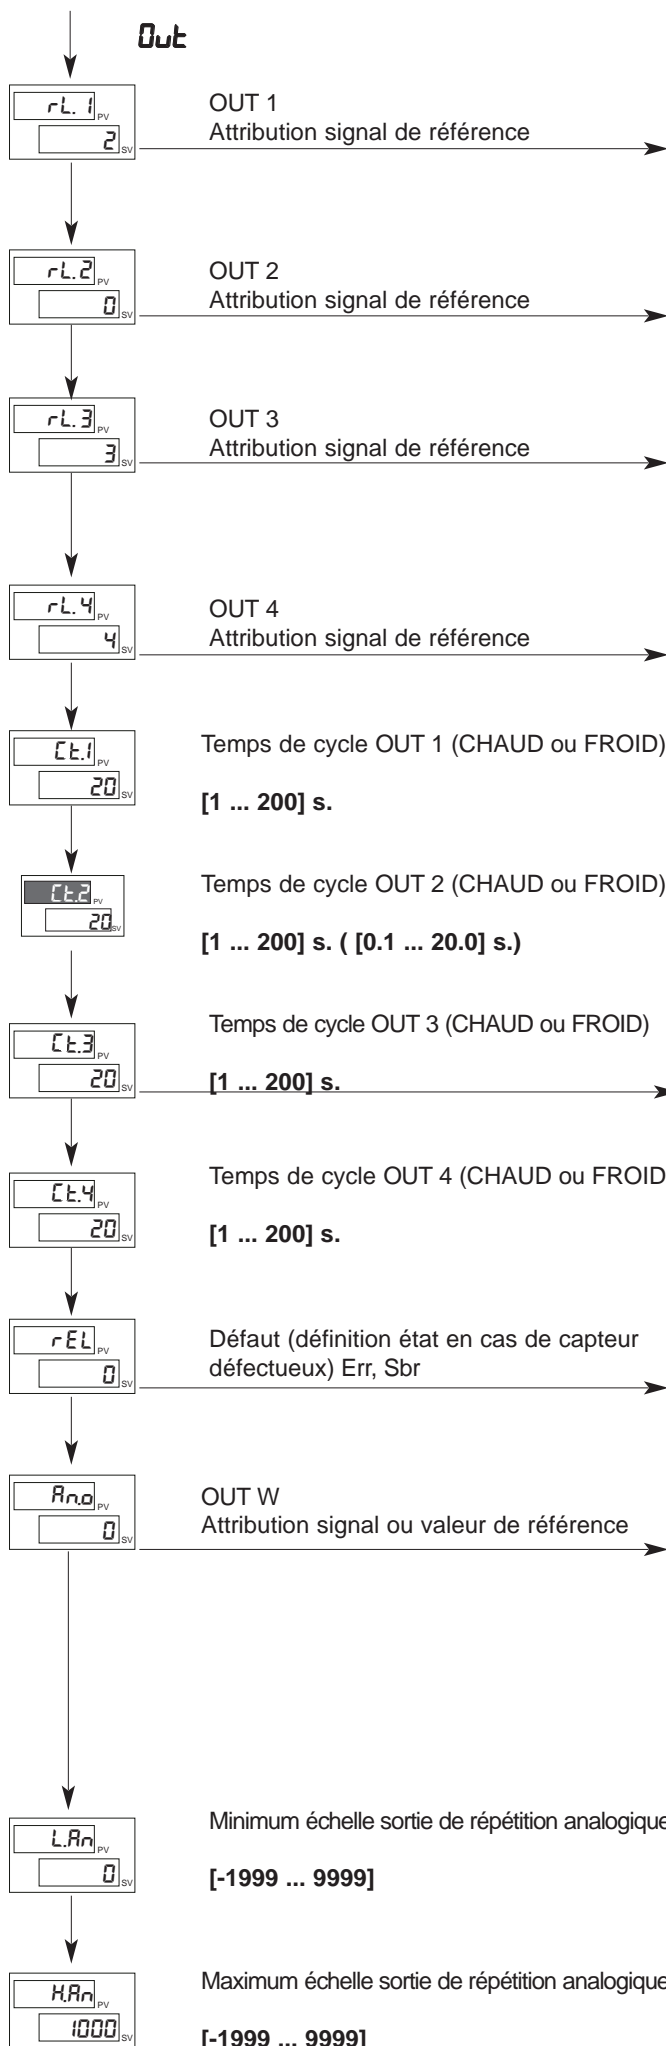 Out
rL.1 PV
2 SV
OUT 1
Attribution signal de référence
rL.2 PV
0 SV
OUT 2
Attribution signal de référence
rL.3 PV
3 SV
OUT 3
Attribution signal de référence
rL.4 PV
4 SV
OUT 4
Attribution signal de référence
Ct.1 PV
20 SV
Temps de cycle OUT 1 (CHAUD ou FROID)
[1 ... 200] s.
Ct.2 PV
20 SV
Temps de cycle OUT 2 (CHAUD ou FROID)
[1 ... 200] s. ( [0.1 ... 20.0] s.)
Ct.3 PV
20 SV
Temps de cycle OUT 3 (CHAUD ou FROID)
[1 ... 200] s.
Ct.4 PV
20 SV
Temps de cycle OUT 4 (CHAUD ou FROID
[1 ... 200] s.
rEL PV
0 SV
Défaut (définition état en cas de capteur
défectueux) Err, Sbr
An.o PV
0 SV
OUT W
Attribution signal ou valeur de référence
L.An PV
0 SV
Minimum échelle sortie de répétition analogique
[-1999 ... 9999]
H.An PV
1000 SV
Maximum échelle sortie de répétition analogique
[-1999 ... 9999]